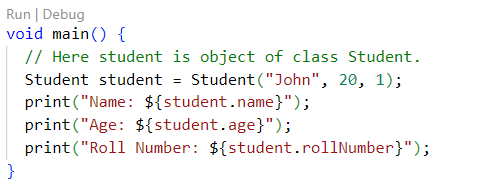 Run | Debug
void main() {
  // Here student is object of class Student.
  Student student = Student("John", 20, 1);
  print("Name: ${student.name}");
  print("Age: ${student.age}");
  print("Roll Number: ${student.rollNumber}");
}